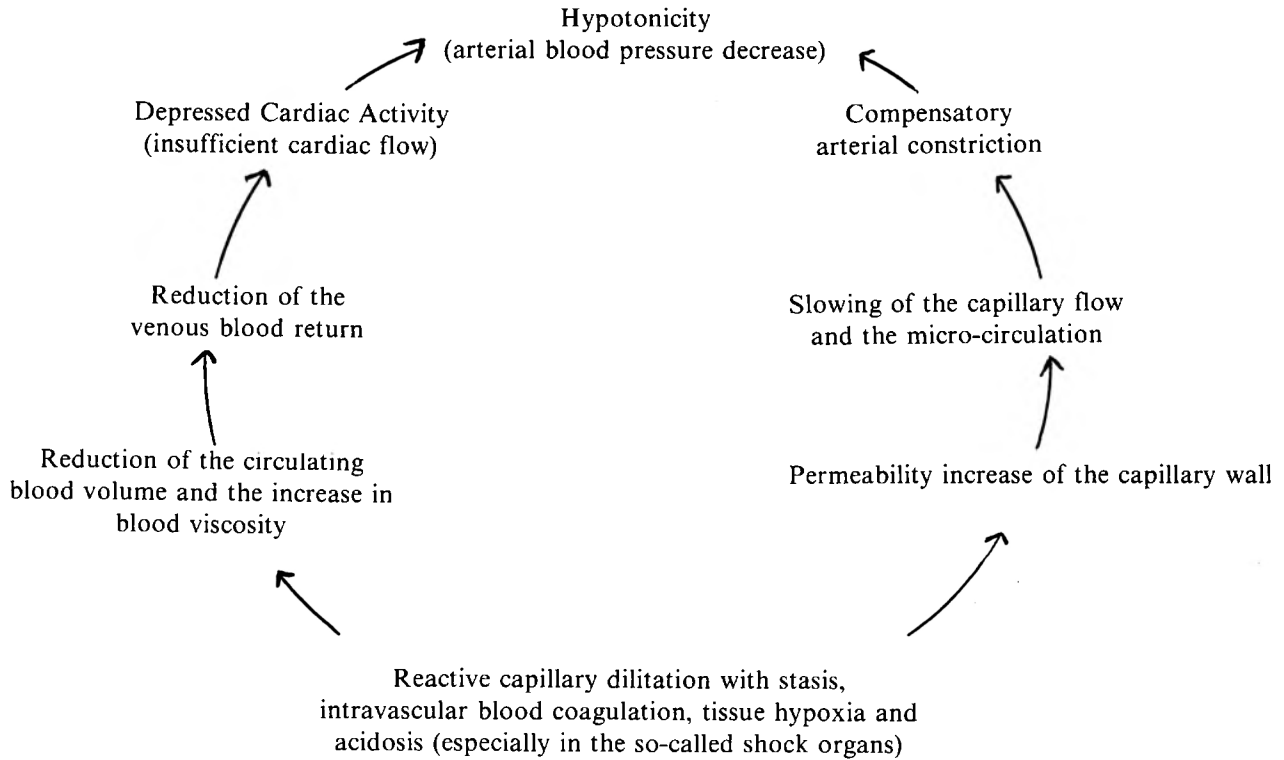 Hypotonicity
(arterial blood pressure decrease)
Depressed Cardiac Activity
(insufficient cardiac flow)
Compensatory
arterial constriction
Reduction of the
venous blood return
Slowing of the capillary flow
and the micro-circulation
Reduction of the circulating
blood volume and the increase in
blood viscosity
Permeability increase of the capillary wall
Reactive capillary dilitation with stasis,
intravascular blood coagulation, tissue hypoxia and
acidosis (especially in the so-called shock organs)